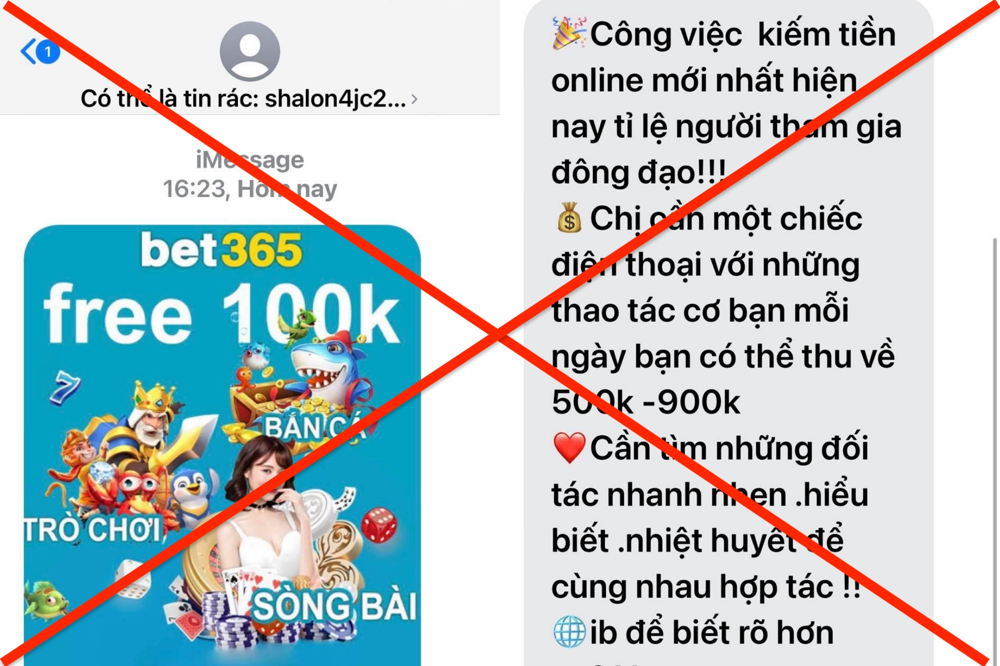 1
Có thể là tin rác: shalon4jc2...
iMessage
16:23, Hôm nay
bet365
free 100k
7
BẮN CÁ
TRÒ CHƠI
SÒNG BÀI
🎉Công việc kiếm tiền
online mới nhất hiện
nay tỉ lệ người tham gia
đông đạo!!!
💰Chị cần một chiếc
điện thoại với những
thao tác cơ bạn mỗi
ngày bạn có thể thu về
500k -900k
❤️Cần tìm những đối
tác nhanh nhen .hiểu
biết .nhiệt huyết để
cùng nhau hợp tác !!
🌐ib để biết rõ hơn